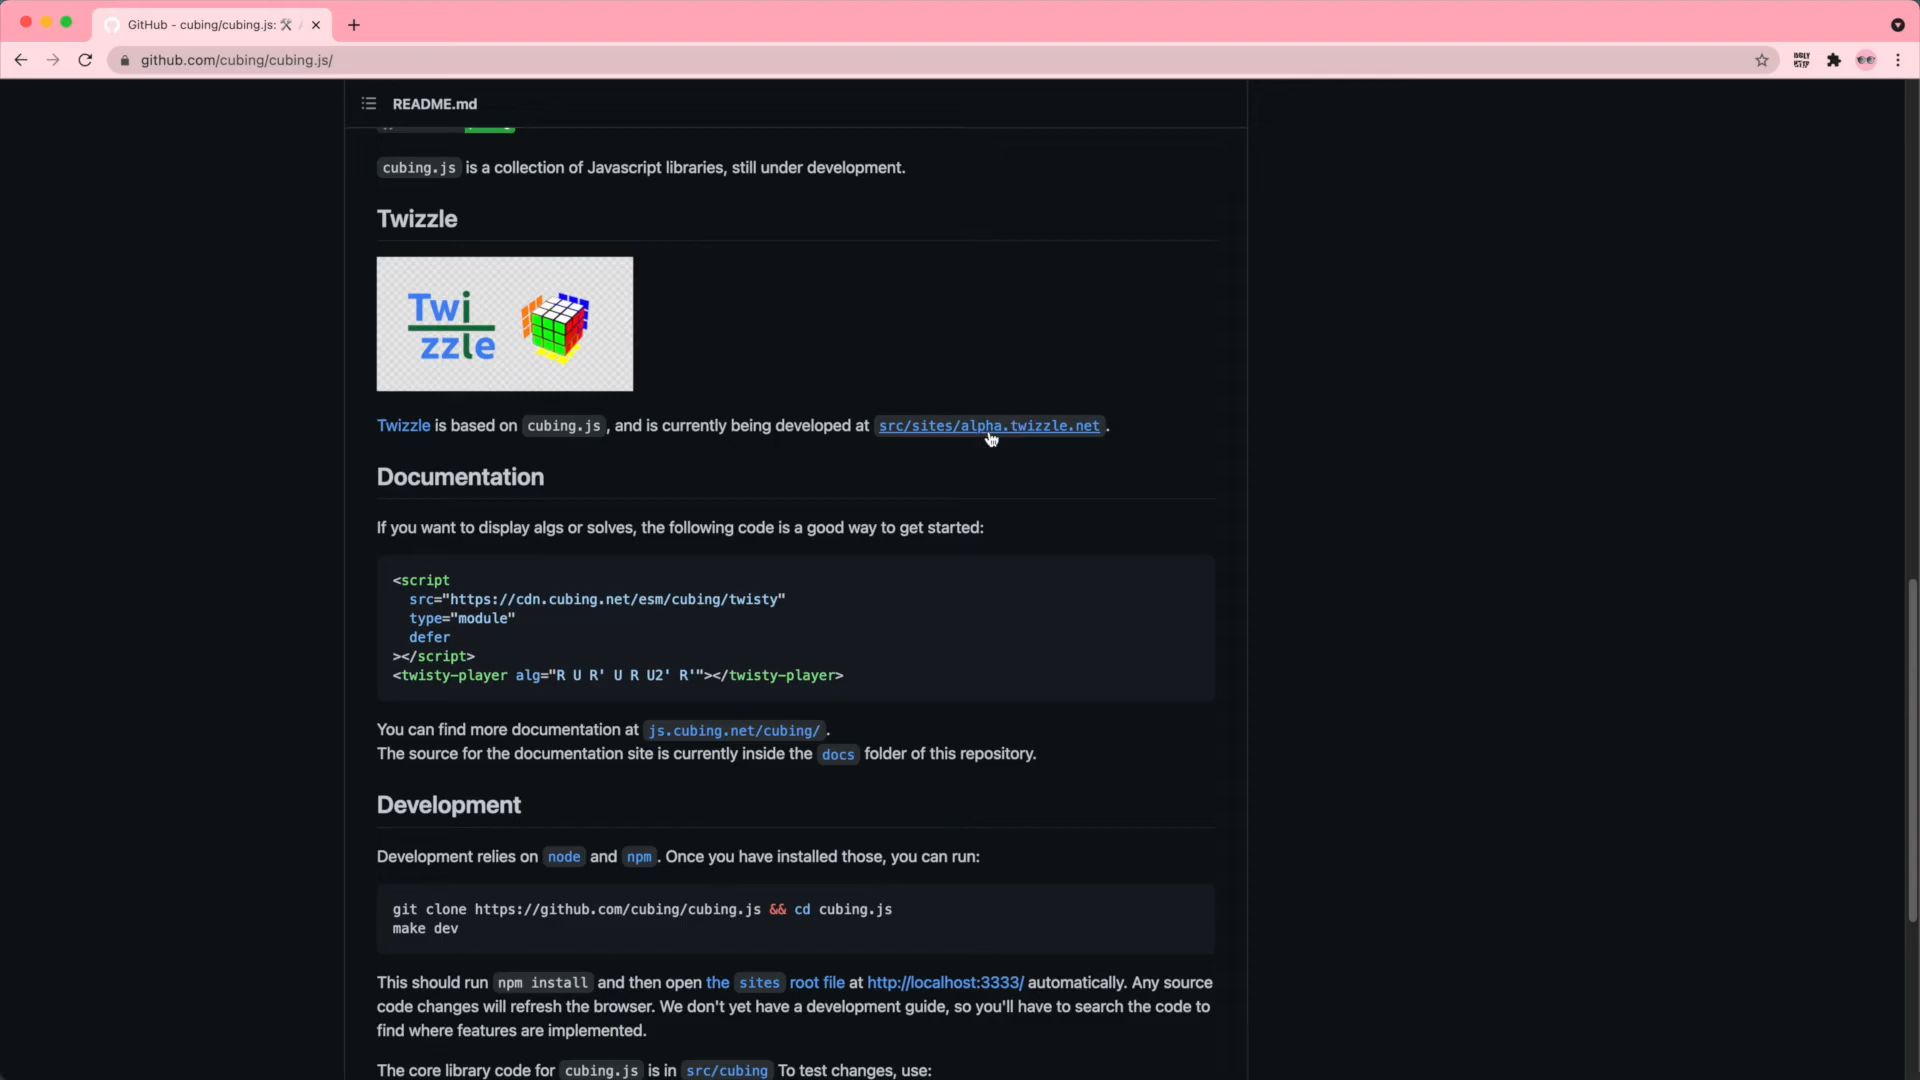 GitHub - cubing/cubing.js: 🛠
github.com/cubing/cubing.js/
README.md
cubing.js is a collection of Javascript libraries, still under development.
Twizzle
Twi
zzle
Twizzle is based on cubing.js, and is currently being developed at src/sites/alpha.twizzle.net.
Documentation
If you want to display algs or solves, the following code is a good way to get started:
<script
src="https://cdn.cubing.net/esm/cubing/twisty"
type="module"
defer
></script>
<twisty-player alg="R U R' U R U2' R'"></twisty-player>
You can find more documentation at js.cubing.net/cubing/.
The source for the documentation site is currently inside the docs folder of this repository.
Development
Development relies on node and npm. Once you have installed those, you can run:
git clone https://github.com/cubing/cubing.js && cd cubing.js
make dev
This should run npm install and then open the sites root file at http://localhost:3333/ automatically. Any source
code changes will refresh the browser. We don't yet have a development guide, so you'll have to search the code to
find where features are implemented.
The core library code for cubing.js is in src/cubing To test changes, use: